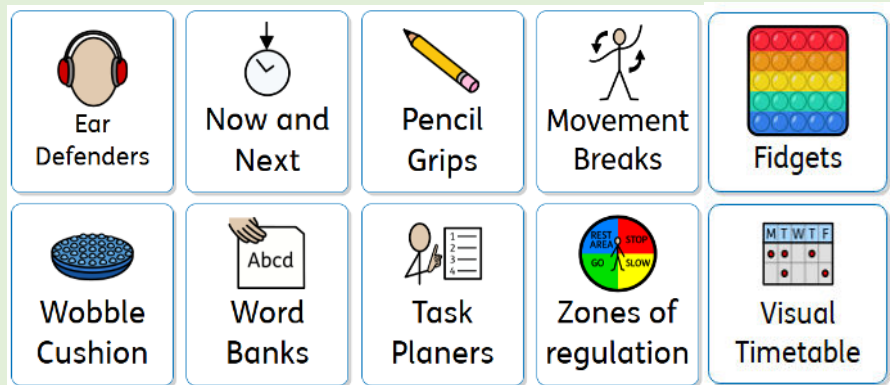 Ear
Defenders
Now and
Next
Pencil
Grips
Movement
Breaks
Fidgets
Wobble
Cushion
Abcd
Word
Banks
1
2
3
4
Task
Planers
REST
AREA
STOP
GO
SLOW
Zones of
regulation
M T W T F
Visual
Timetable